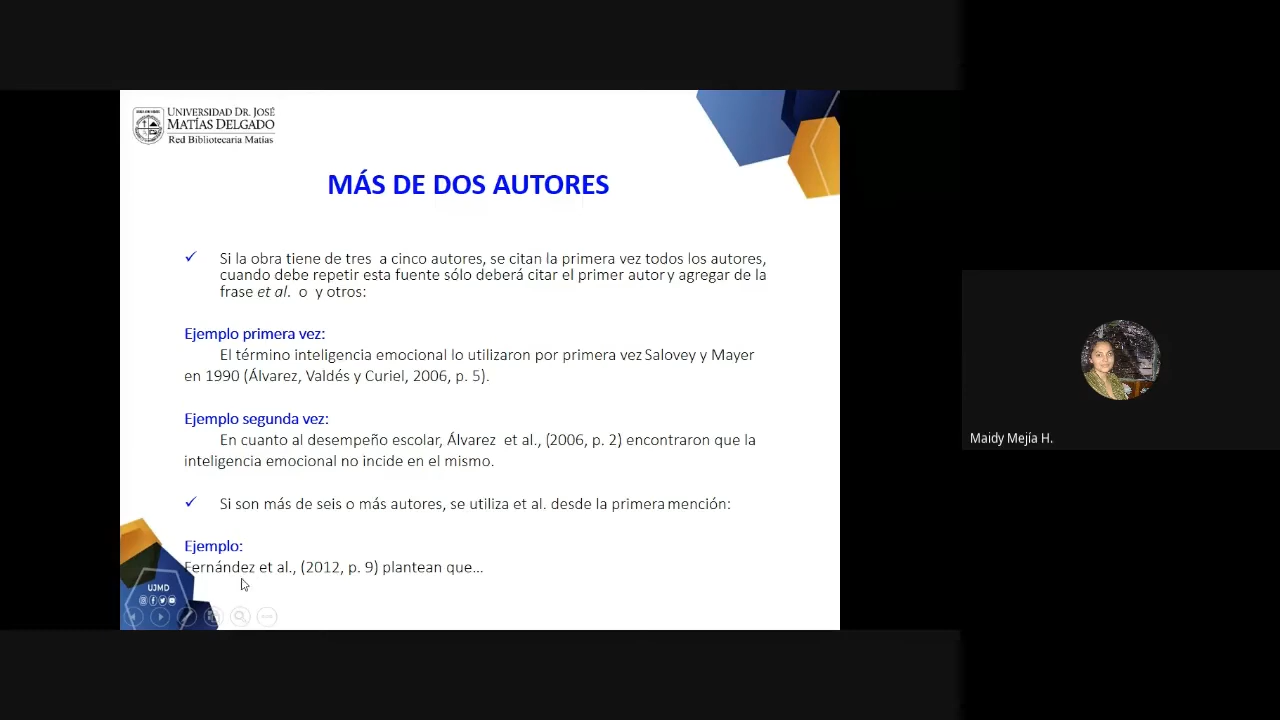 UNIVERSIDAD DR. JOSÉ
MATÍAS DELGADO
Red Bibliotecaria Matías
MÁS DE DOS AUTORES
✓ Si la obra tiene de tres a cinco autores, se citan la primera vez todos los autores,
cuando debe repetir esta fuente sólo deberá citar el primer autor y agregar de la
frase et al. o y otros:
Ejemplo primera vez:
El término inteligencia emocional lo utilizaron por primera vez Salovey y Mayer
en 1990 (Álvarez, Valdés y Curiel, 2006, p. 5).
Ejemplo segunda vez:
En cuanto al desempeño escolar, Álvarez et al., (2006, p. 2) encontraron que la
inteligencia emocional no incide en el mismo.
✓ Si son más de seis o más autores, se utiliza et al. desde la primera mención:
Ejemplo:
Fernández et al., (2012, p. 9) plantean que...
UJMD
Maidy Mejía H.